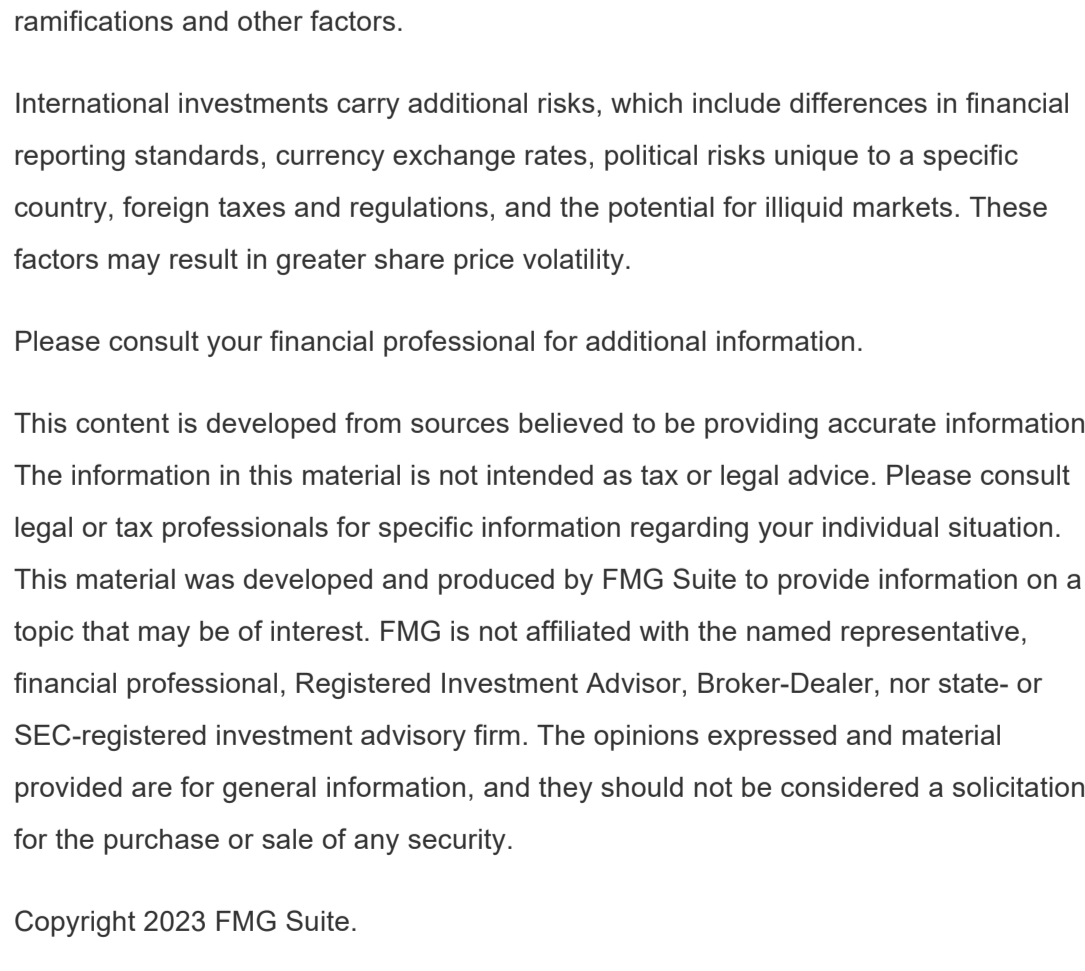 ramifications and other factors.
International investments carry additional risks, which include differences in financial
reporting standards, currency exchange rates, political risks unique to a specific
country, foreign taxes and regulations, and the potential for illiquid markets. These
factors may result in greater share price volatility.
Please consult your financial professional for additional information.
This content is developed from sources believed to be providing accurate information
The information in this material is not intended as tax or legal advice. Please consult
legal or tax professionals for specific information regarding your individual situation.
This material was developed and produced by FMG Suite to provide information on a
topic that may be of interest. FMG is not affiliated with the named representative,
financial professional, Registered Investment Advisor, Broker-Dealer, nor state- or
SEC-registered investment advisory firm. The opinions expressed and material
provided are for general information, and they should not be considered a solicitation
for the purchase or sale of any security.
Copyright 2023 FMG Suite.